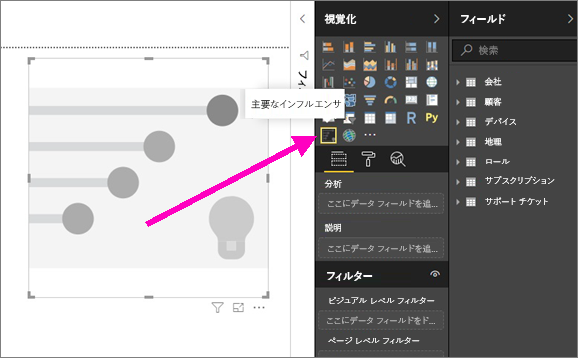 視覚化
フィールド
検索
主要なインフルエンサ
R
Py
会社
顧客
デバイス
地理
ロール
サブスクリプション
サポート チケット
分析
ここにデータ フィールドを追...
説明
ここにデータ フィールドを追...
フィルター
ビジュアル レベル フィルター
ここにデータ フィールドをド...
ページ レベル フィルター